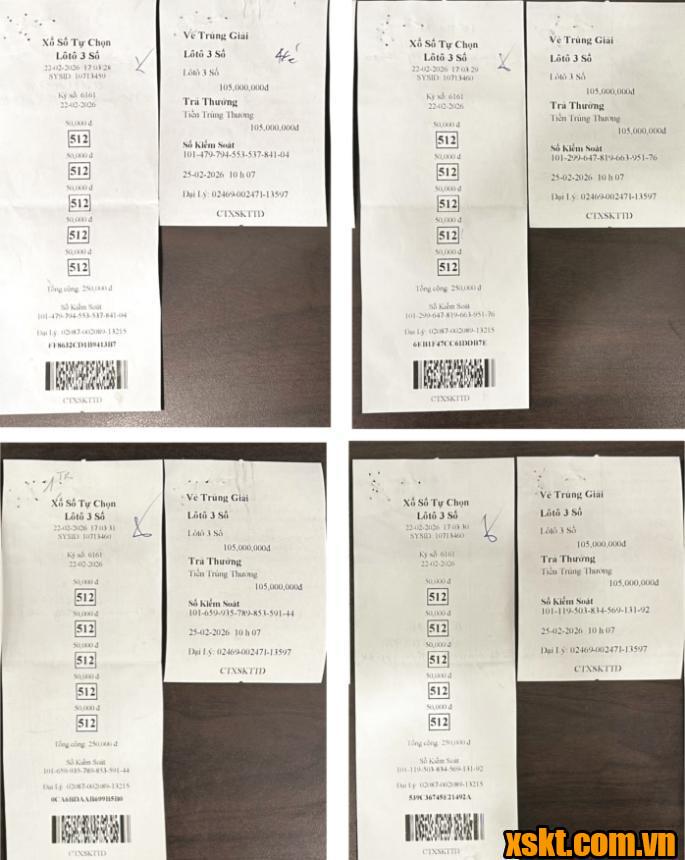 Xổ Số Tự Chọn
Lôtô 3 Số
22-02-2026 17:03:28
SYSID: 10713459
Kỳ số: 6161
22-02-2026
50,000 đ
512
50,000 đ
512
50,000 đ
512
50,000 đ
512
50,000 đ
512
Tổng cộng: 250,000 đ
Số Kiểm Soát
101-479-794-553-537-841-04
Đại Lý: 02087-002089-13215
CTXSKTTD
Vé Trúng Giải
Lôtô 3 Số
Lôtô 3 Số
105,000,000đ
Trả Thưởng
Tiền Trúng Thưởng
105,000,000đ
Số Kiểm Soát
101-479-794-553-537-841-04
25-02-2026 10 h 07
Đại Lý: 02469-002471-13597
CTXSKTTD
Xổ Số Tự Chọn
Lôtô 3 Số
22-02-2026 17:03:29
SYSID: 10713460
Kỳ số: 6161
22-02-2026
50,000 đ
512
50,000 đ
512
50,000 đ
512
50,000 đ
512
50,000 đ
512
Tổng cộng: 250,000 đ
Số Kiểm Soát
101-299-647-819-663-951-76
Đại Lý: 02087-002089-13215
6EB1F47CC61DDB7E
CTXSKTTD
Vé Trúng Giải
Lôtô 3 Số
Lôtô 3 Số
105,000,000đ
Trả Thưởng
Tiền Trúng Thưởng
105,000,000đ
Số Kiểm Soát
101-299-647-819-663-951-76
25-02-2026 10 h 07
Đại Lý: 02469-002471-13597
CTXSKTTD
Xổ Số Tự Chọn
Lôtô 3 Số
22-02-2026 17:03:31
SYSID: 10713460
Kỳ số: 6161
22-02-2026
50,000 đ
512
50,000 đ
512
50,000 đ
512
50,000 đ
512
50,000 đ
512
Tổng cộng: 250,000 đ
Số Kiểm Soát
101-659-935-789-853-591-44
Đại Lý: 02087-002089-13215
CTXSKTTD
Vé Trúng Giải
Lôtô 3 Số
Lôtô 3 Số
105,000,000đ
Trả Thưởng
Tiền Trúng Thưởng
105,000,000đ
Số Kiểm Soát
101-659-935-789-853-591-44
25-02-2026 10 h 07
Đại Lý: 02469-002471-13597
CTXSKTTD
Xổ Số Tự Chọn
Lôtô 3 Số
22-02-2026 17:03:30
SYSID: 10713460
Kỳ số: 6161
22-02-2026
50,000 đ
512
50,000 đ
512
50,000 đ
512
50,000 đ
512
50,000 đ
512
Tổng cộng: 250,000 đ
Số Kiểm Soát
101-119-503-834-569-131-92
Đại Lý: 02087-002089-13215
539C36745E21492A
CTXSKTTD
Vé Trúng Giải
Lôtô 3 Số
Lôtô 3 Số
105,000,000đ
Trả Thưởng
Tiền Trúng Thưởng
105,000,000đ
Số Kiểm Soát
101-119-503-834-569-131-92
25-02-2026 10 h 07
Đại Lý: 02469-002471-13597
CTXSKTTD
xskt.com.vn